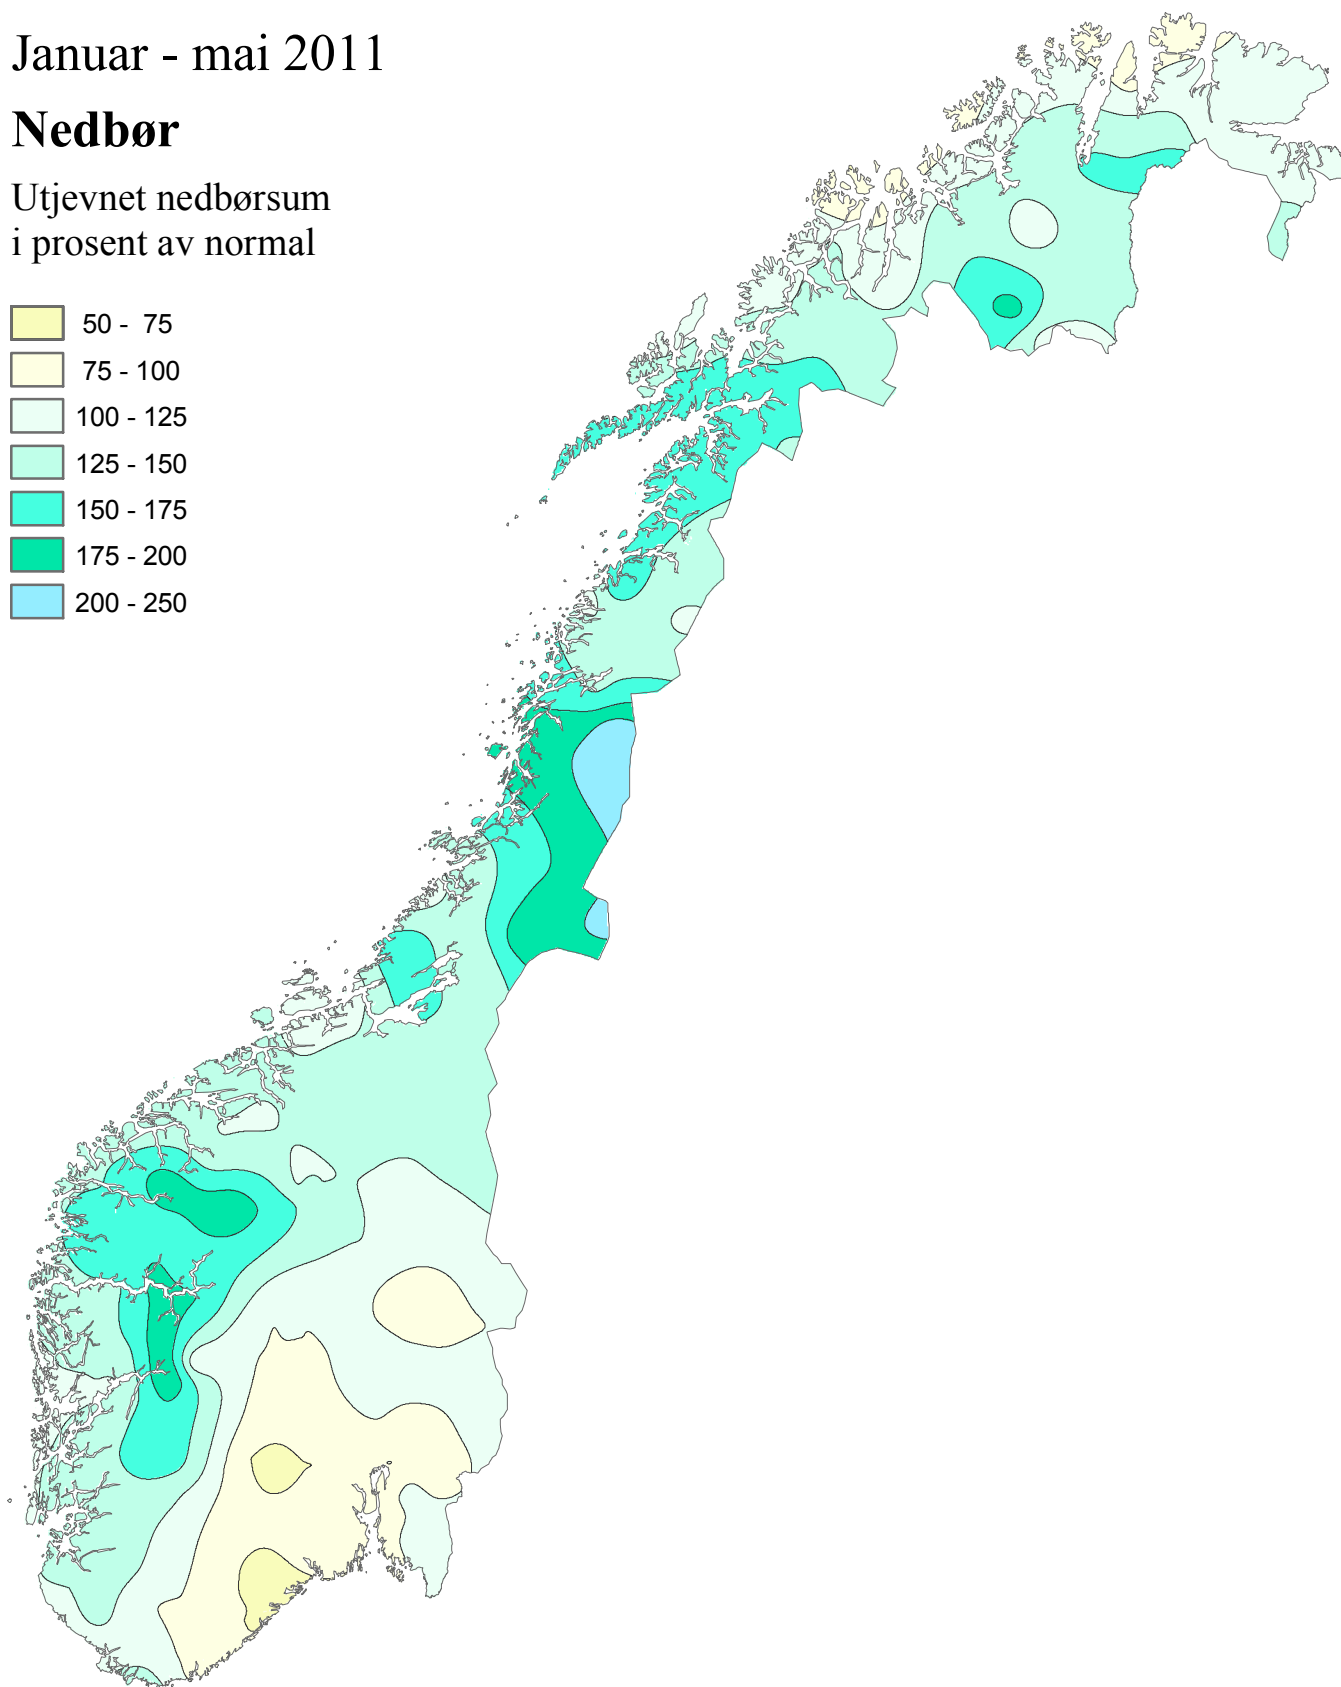 Januar - mai 2011
Nedbør
Utjevnet nedbørsum
i prosent av normal
50 - 75
75 - 100
100 - 125
125 - 150
150 - 175
175 - 200
200 - 250